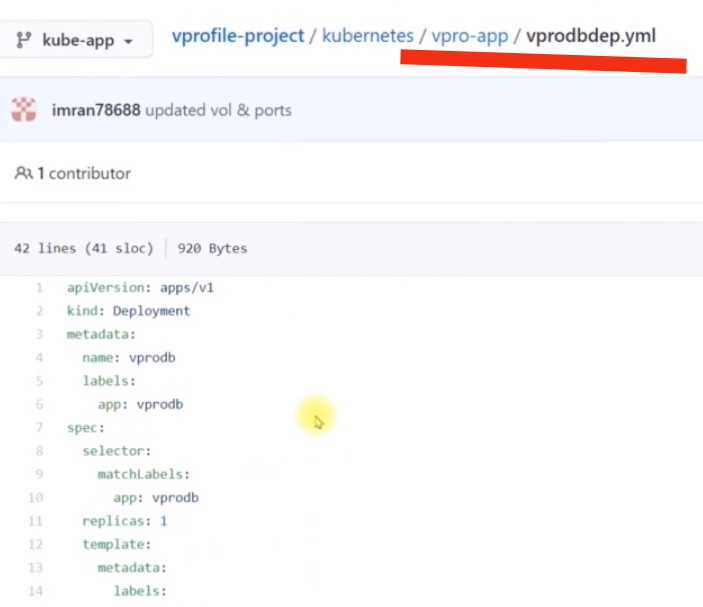 kube-app vprofile-project / kubernetes / vpro-app / vprodbdep.yml
imran78688 updated vol & ports
1 contributor
42 lines (41 sloc) 920 Bytes
1 apiVersion: apps/v1
2 kind: Deployment
3 metadata:
4 name: vprodb
5 labels:
6 app: vprodb
7 spec:
8 selector:
9 matchLabels:
10 app: vprodb
11 replicas: 1
12 template:
13 metadata:
14 labels: